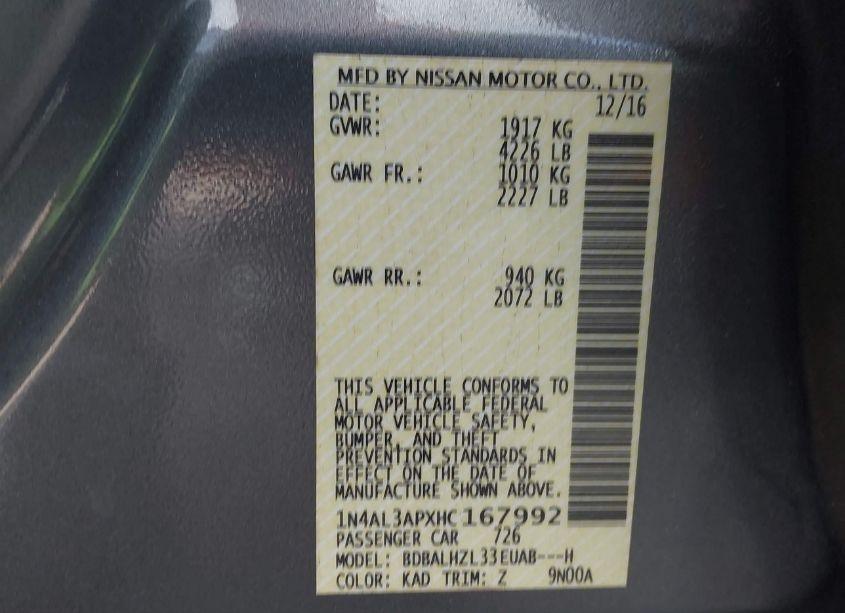 MFD BY NISSAN MOTOR CO., LTD.
DATE: 12/16
GVWR: 1917 KG
4226 LB
GAWR FR.: 1010 KG
2227 LB
GAWR RR.: 940 KG
2072 LB
THIS VEHICLE CONFORMS TO
ALL APPLICABLE FEDERAL
MOTOR VEHICLE SAFETY,
BUMPER, AND THEFT
PREVENTION STANDARDS IN
EFFECT ON THE DATE OF
MANUFACTURE SHOWN ABOVE.
1N4AL3APXHC167992
PASSENGER CAR 726
MODEL: BDBALHZL33EUAB---H
COLOR: KAD TRIM: Z 9N00A